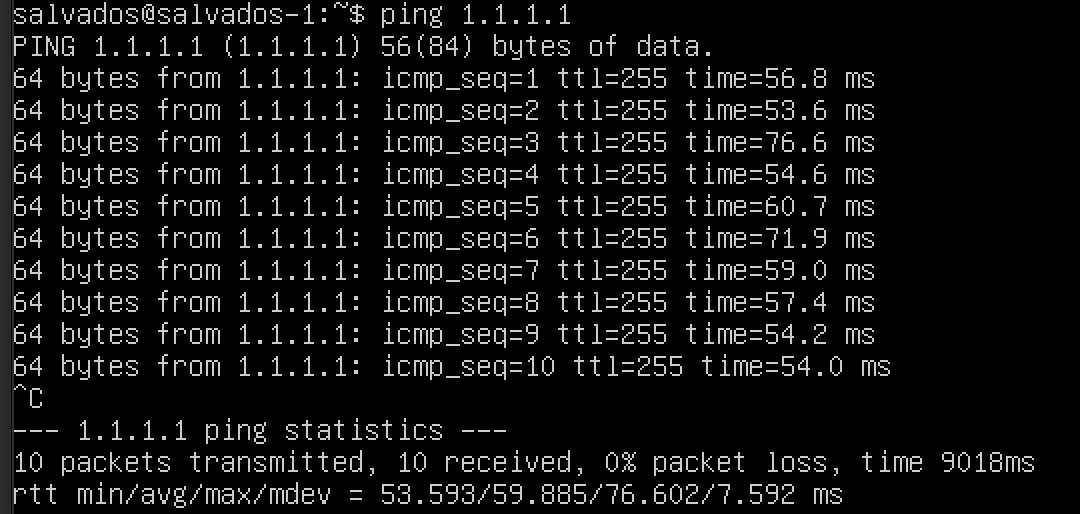 salvados@salvados-1:~$ ping 1.1.1.1
PING 1.1.1.1 (1.1.1.1) 56(84) bytes of data.
64 bytes from 1.1.1.1: icmp_seq=1 ttl=255 time=56.8 ms
64 bytes from 1.1.1.1: icmp_seq=2 ttl=255 time=53.6 ms
64 bytes from 1.1.1.1: icmp_seq=3 ttl=255 time=76.6 ms
64 bytes from 1.1.1.1: icmp_seq=4 ttl=255 time=54.6 ms
64 bytes from 1.1.1.1: icmp_seq=5 ttl=255 time=60.7 ms
64 bytes from 1.1.1.1: icmp_seq=6 ttl=255 time=71.9 ms
64 bytes from 1.1.1.1: icmp_seq=7 ttl=255 time=59.0 ms
64 bytes from 1.1.1.1: icmp_seq=8 ttl=255 time=57.4 ms
64 bytes from 1.1.1.1: icmp_seq=9 ttl=255 time=54.2 ms
64 bytes from 1.1.1.1: icmp_seq=10 ttl=255 time=54.0 ms
^C
--- 1.1.1.1 ping statistics ---
10 packets transmitted, 10 received, 0% packet loss, time 9018ms
rtt min/avg/max/mdev = 53.593/59.885/76.602/7.592 ms